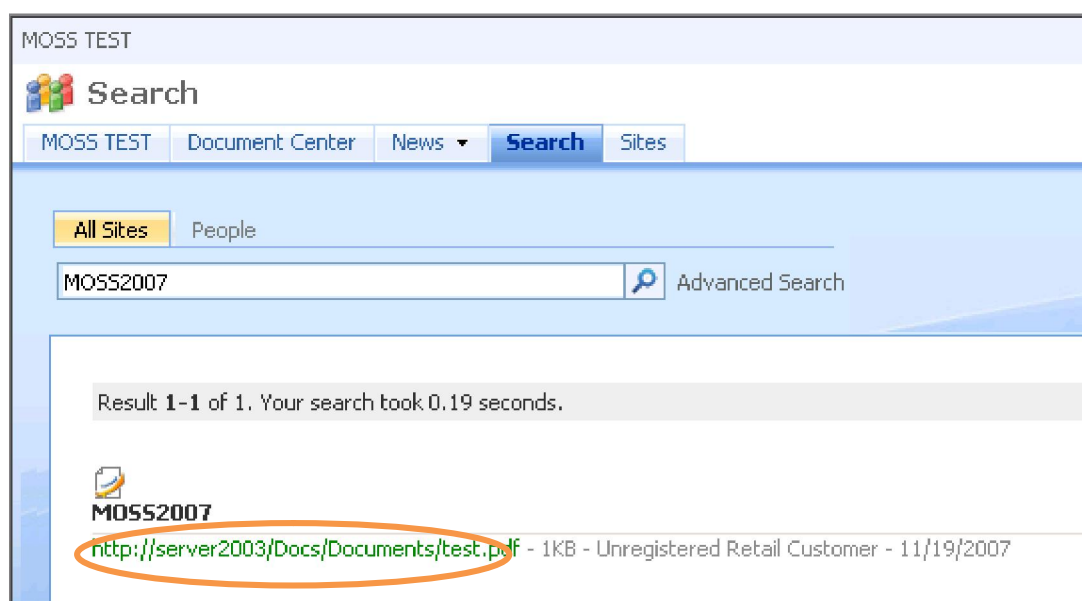 MOSS TEST
Search
MOSS TEST Document Center News Search Sites
All Sites People
MOSS2007 Advanced Search
Result 1-1 of 1. Your search took 0.19 seconds.
MOSS2007
http://server2003/Docs/Documents/test.pdf - 1KB - Unregistered Retail Customer - 11/19/2007